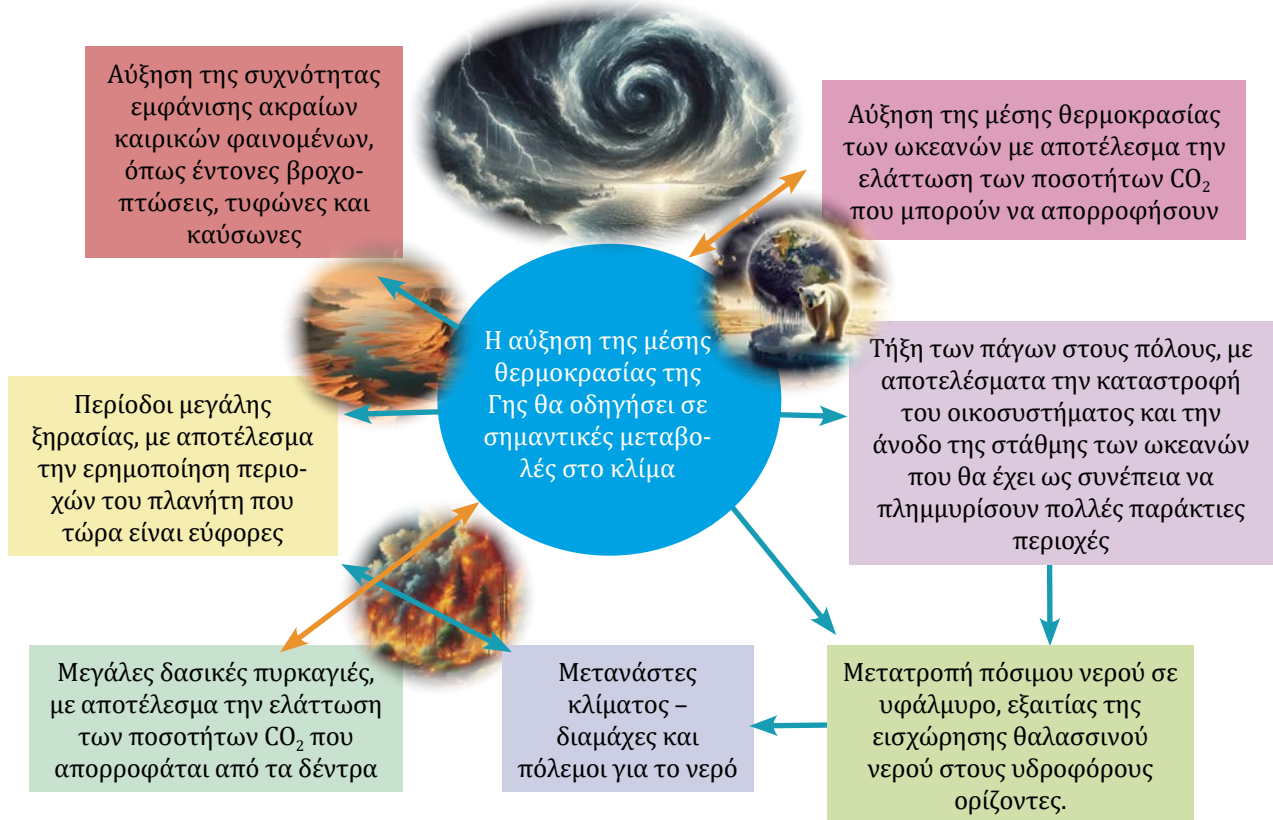 Αύξηση της συχνότητας
εμφάνισης ακραίων
καιρικών φαινομένων,
όπως έντονες βροχο-
πτώσεις, τυφώνες και
καύσωνες
Αύξηση της μέσης θερμοκρασίας
των ωκεανών με αποτέλεσμα την
ελάττωση των ποσοτήτων CO₂
που μπορούν να απορροφήσουν
Η αύξηση της μέσης
θερμοκρασίας της
Γης θα οδηγήσει σε
σημαντικές μεταβο-
λές στο κλίμα
Περίοδοι μεγάλης
ξηρασίας, με αποτέλεσμα
την ερημοποίηση περιο-
χών του πλανήτη που
τώρα είναι εύφορες
Τήξη των πάγων στους πόλους, με
αποτελέσματα την καταστροφή
του οικοσυστήματος και την
άνοδο της στάθμης των ωκεανών
που θα έχει ως συνέπεια να
πλημμυρίσουν πολλές παράκτιες
περιοχές
Μεγάλες δασικές πυρκαγιές,
με αποτέλεσμα την ελάττωση
των ποσοτήτων CO₂ που
απορροφάται από τα δέντρα
Μετανάστες
κλίματος –
διαμάχες και
πόλεμοι για το νερό
Μετατροπή πόσιμου νερού σε
υφάλμυρο, εξαιτίας της
εισχώρησης θαλασσινού
νερού στους υδροφόρους
ορίζοντες.